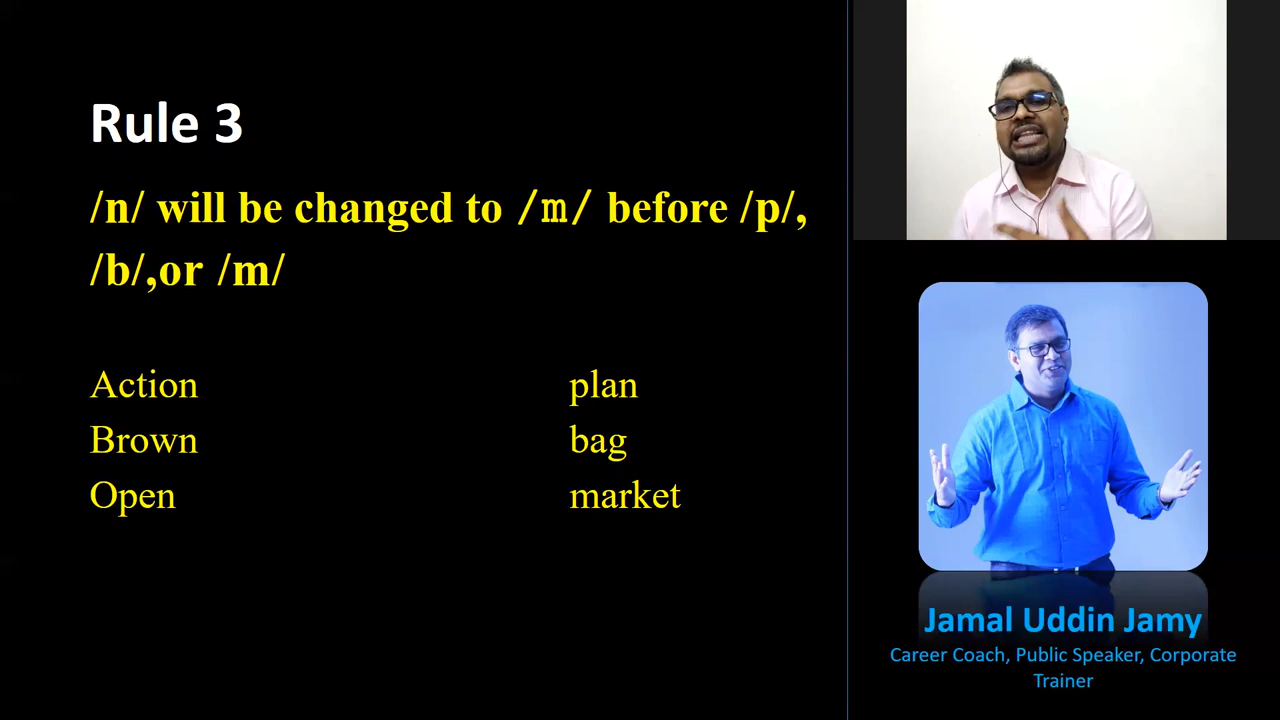 Rule 3
/n/ will be changed to /m/ before /p/,
/b/,or /m/
Action plan
Brown bag
Open market
Jamal Uddin Jamy
Career Coach, Public Speaker, Corporate
Trainer